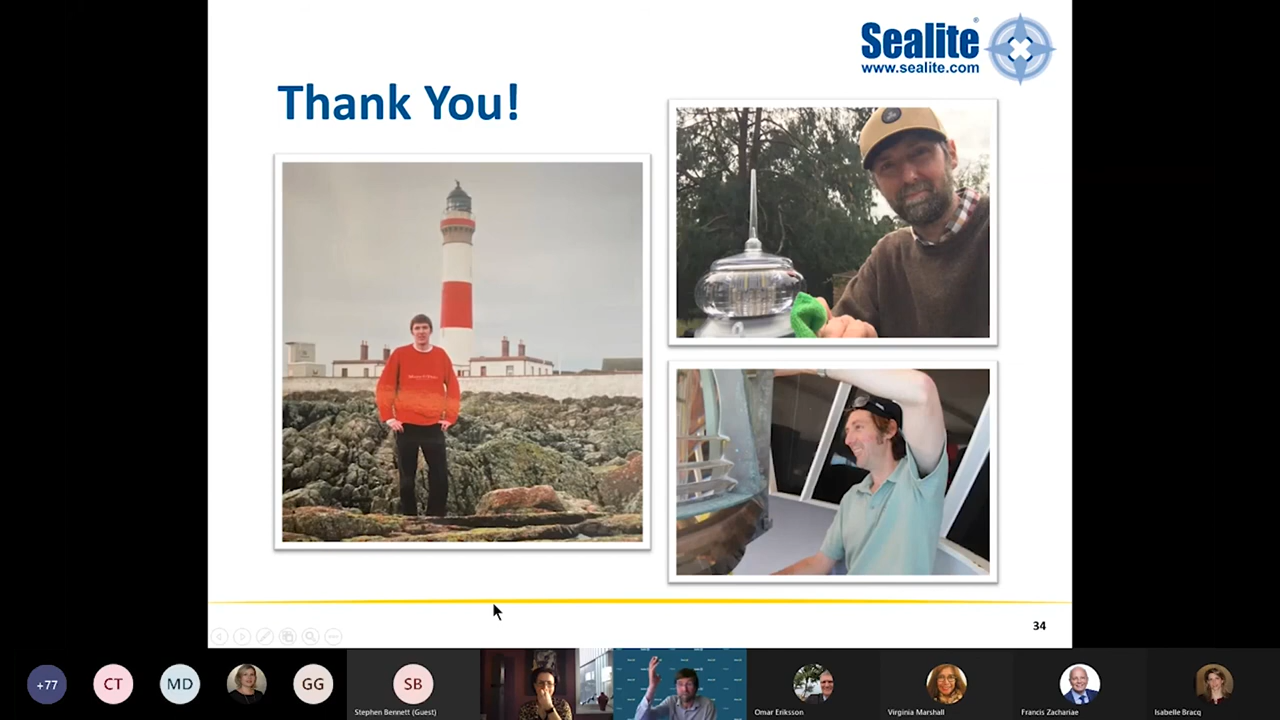 Sealite
www.sealite.com
Thank You!
34
+77
CT
MD
GG
SB
Stephen Bennett (Guest)
Omar Eriksson
Virginia Marshall
Francis Zachariae
Isabelle Bracq